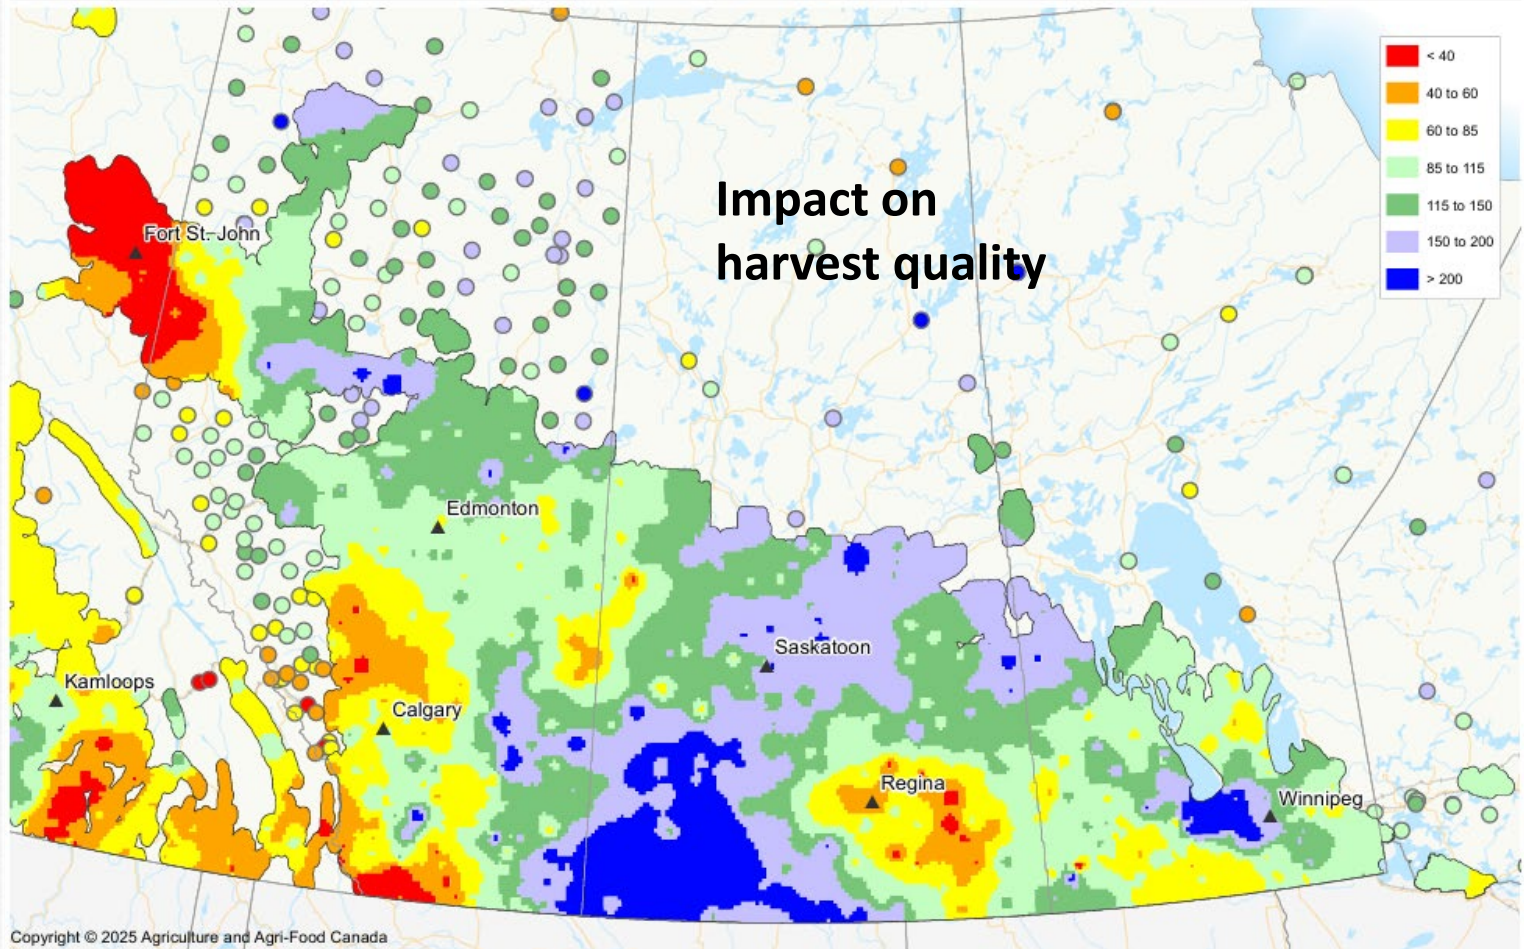 Impact on
harvest quality
< 40
40 to 60
60 to 85
85 to 115
115 to 150
150 to 200
> 200
Fort St. John
Edmonton
Saskatoon
Kamloops
Calgary
Regina
Winnipeg
Copyright © 2025 Agriculture and Agri-Food Canada